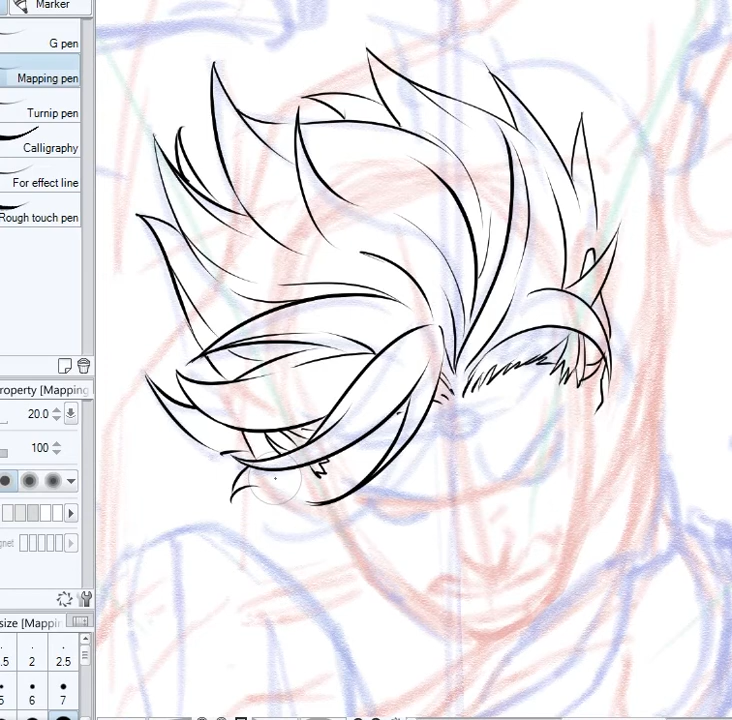 Marker
G pen
Mapping pen
Turnip pen
Calligraphy
For effect line
Rough touch pen
roperty [Mapping
20.0
100
gnet
size [Mappin
.5 2 2.5
5 6 7